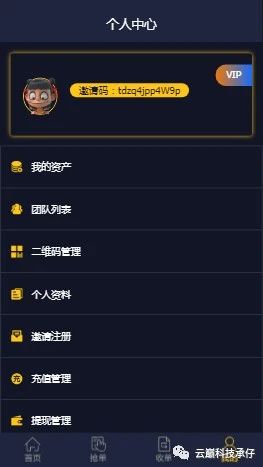 个人中心
VIP
邀请码：tdzq4jpp4W9p
我的资产
团队列表
二维码管理
个人资料
邀请注册
充值管理
提现管理
首页
抢单
收单
云巅科技承仔